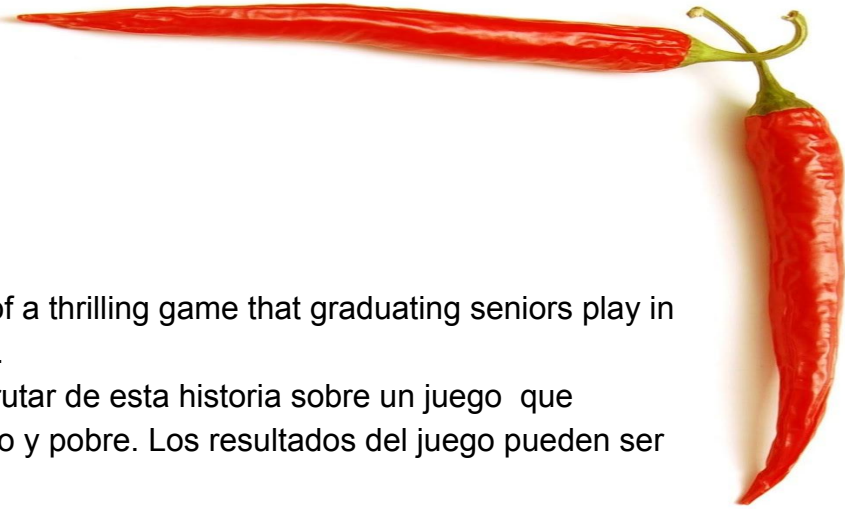 of a thrilling game that graduating seniors play in
.
rutar de esta historia sobre un juego  que
o y pobre. Los resultados del juego pueden ser